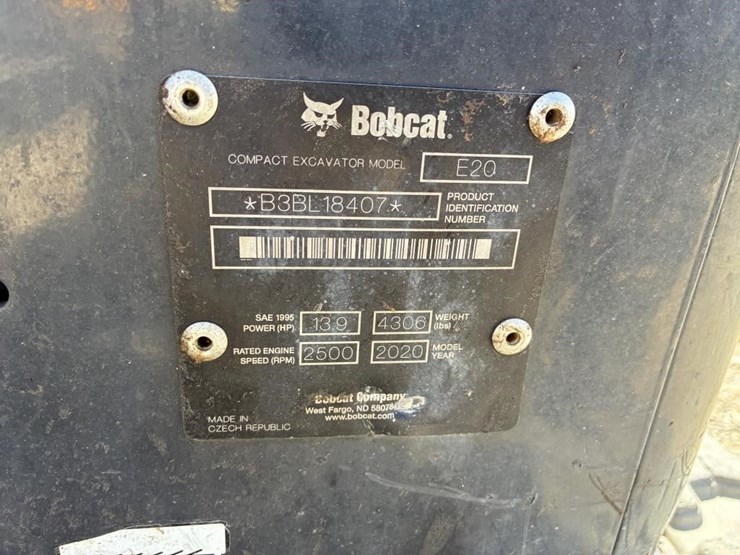 Bobcat.
COMPACT EXCAVATOR MODEL E20
*B3BL18407*
PRODUCT
IDENTIFICATION
NUMBER
SAE 1995
POWER (HP) 13.9
4306 WEIGHT
(lbs)
RATED ENGINE
SPEED (RPM) 2500
2020 MODEL
YEAR
Bobcat Company
West Fargo, ND 58078
www.bobcat.com
MADE IN
CZECH REPUBLIC